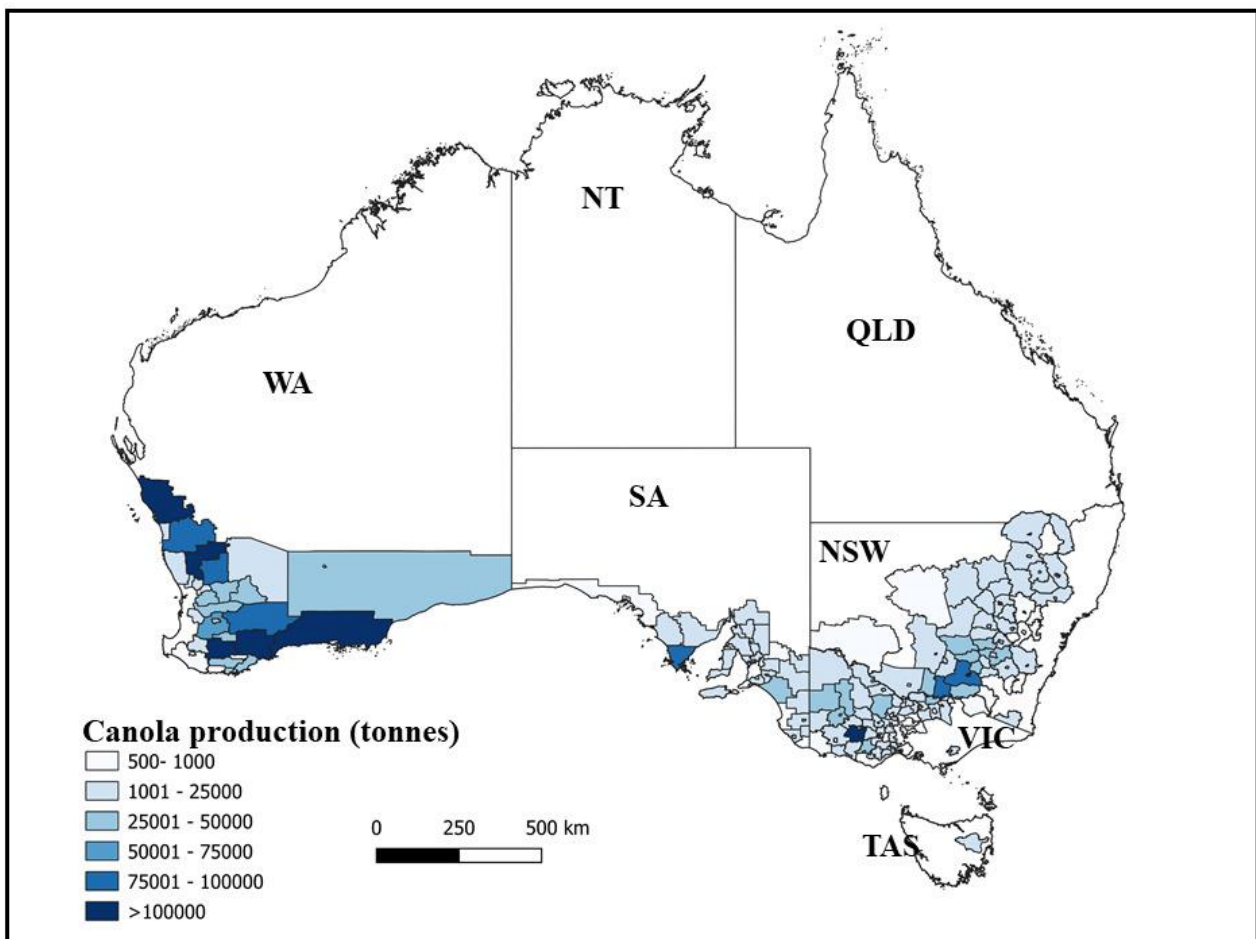 NT
QLD
WA
SA
NSW
VIC
TAS
Canola production (tonnes)
500- 1000
1001 - 25000
25001 - 50000
50001 - 75000
75001 - 100000
>100000
0 250 500 km